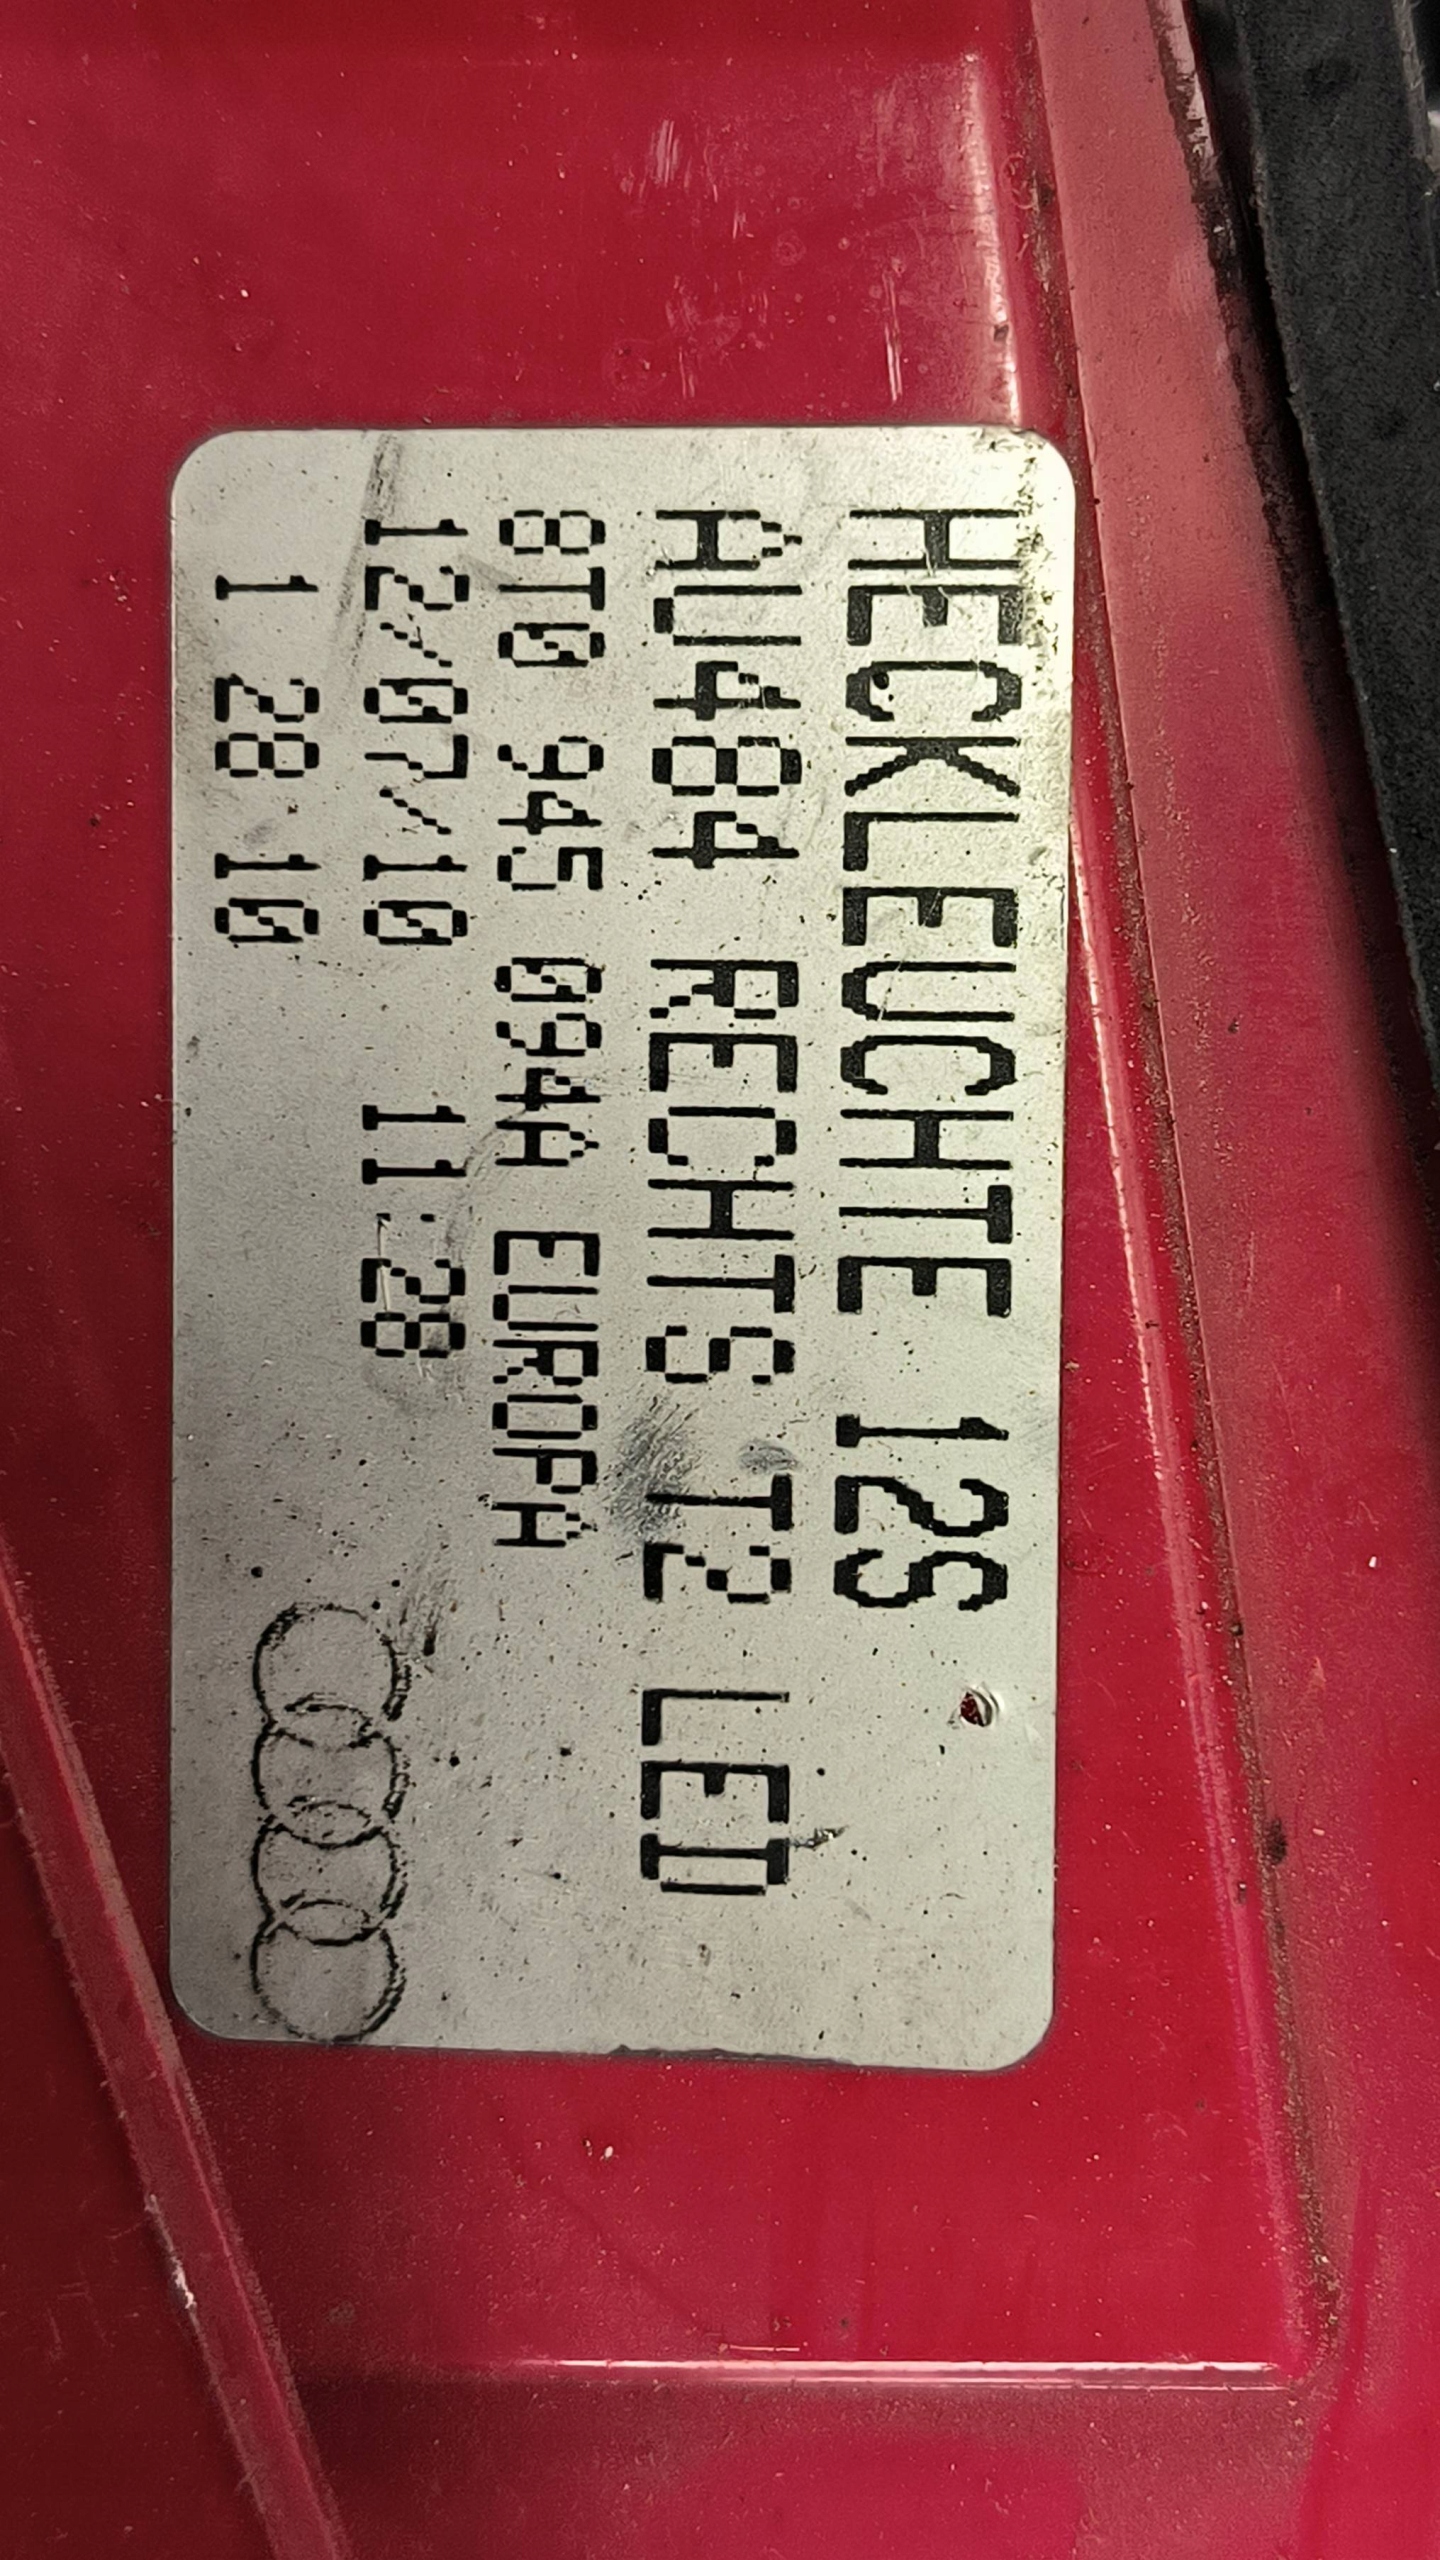 HECKLEUCHTE 12S
AU484 RECHTS T2 LED
8T0 945 094A EUROPA
12/07/10 11:28
1 28 10